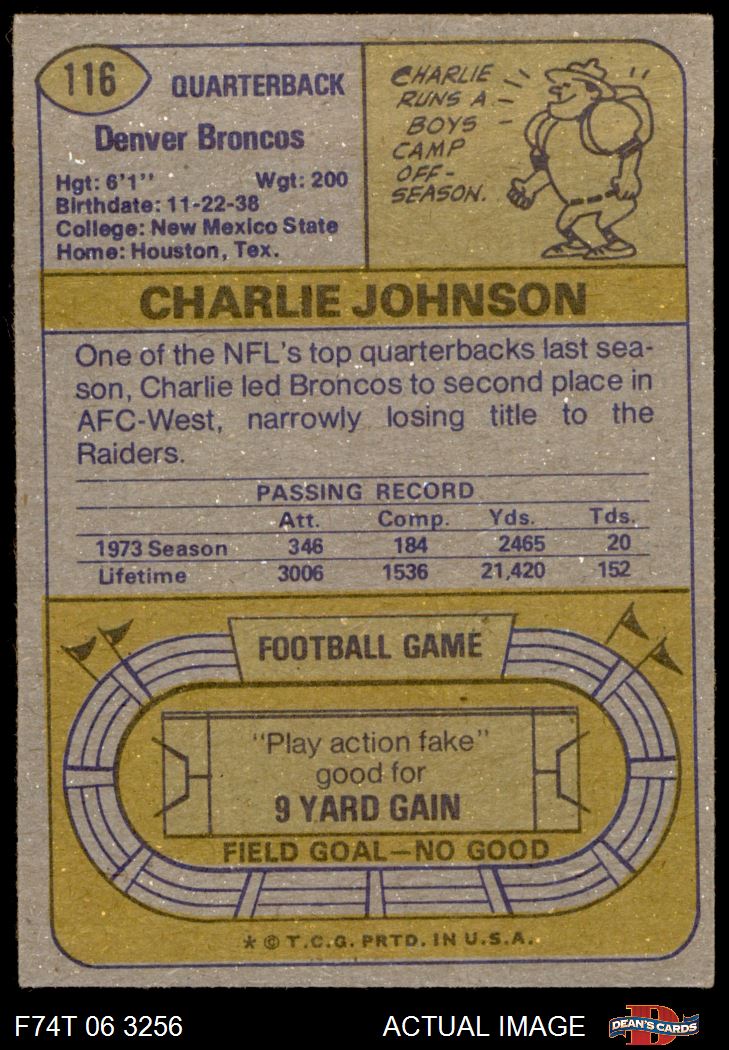 116
QUARTERBACK
Denver Broncos
Hgt: 6'1''
Wgt: 200
Birthdate: 11-22-38
College: New Mexico State
Home: Houston, Tex.
CHARLIE
RUNS A
BOYS
CAMP
OFF-
SEASON.
CHARLIE JOHNSON
One of the NFL's top quarterbacks last sea-
son, Charlie led Broncos to second place in
AFC-West, narrowly losing title to the
Raiders.
PASSING RECORD
Att. Comp. Yds. Tds.
1973 Season 346 184 2465 20
Lifetime 3006 1536 21,420 152
FOOTBALL GAME
"Play action fake"
good for
9 YARD GAIN
FIELD GOAL—NO GOOD
* © T.C.G. PRTD. IN U.S.A.
F74T 06 3256
ACTUAL IMAGE
D
DEAN'S CARDS